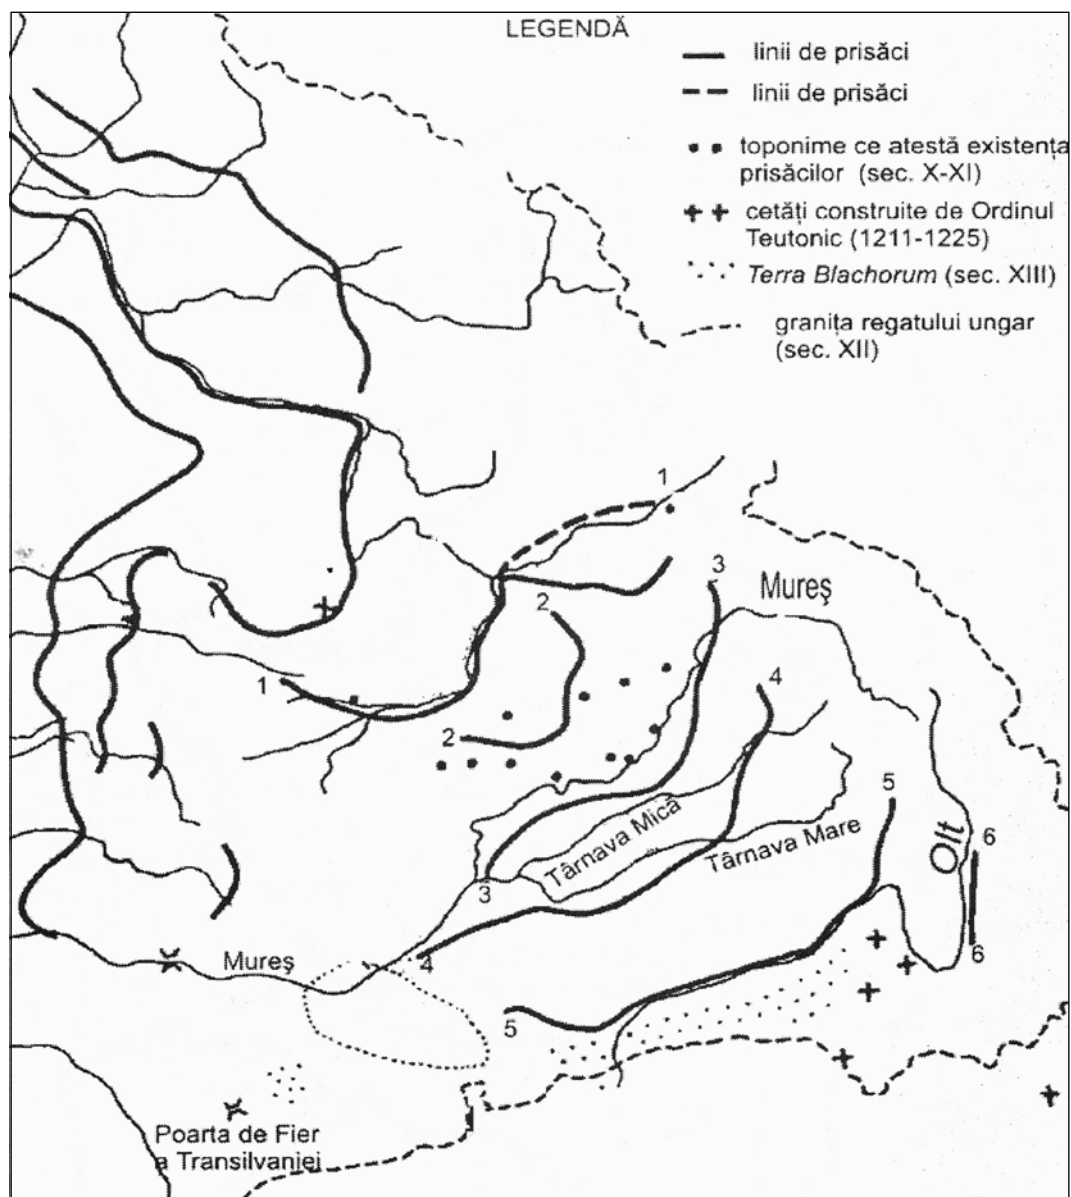 LEGENDĂ
linii de prisăci
linii de prisăci
toponime ce atestă existența
prisăcilor (sec. X-XI)
cetăți construite de Ordinul
Teutonic (1211-1225)
Terra Blachorum (sec. XIII)
granița regatului ungar
(sec. XII)
1
3
Mureş
2
4
1
2
5
Olt
6
Târnava Mică
Târnava Mare
3
4
6
Mureş
5
Poarta de Fier
a Transilvaniei